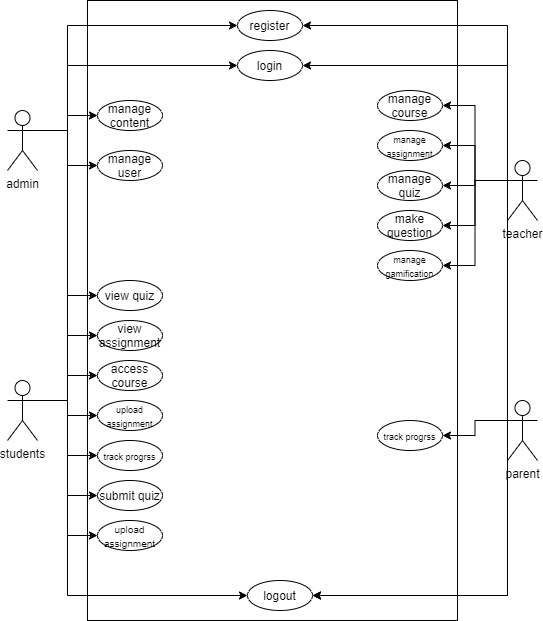 register
login
manage
content
manage
user
admin
manage
course
manage
assignment
manage
quiz
make
question
manage
gamification
teacher
view quiz
view
assignment
access
course
upload
assignment
track progrss
submit quiz
upload
assignment
students
track progrss
parent
logout